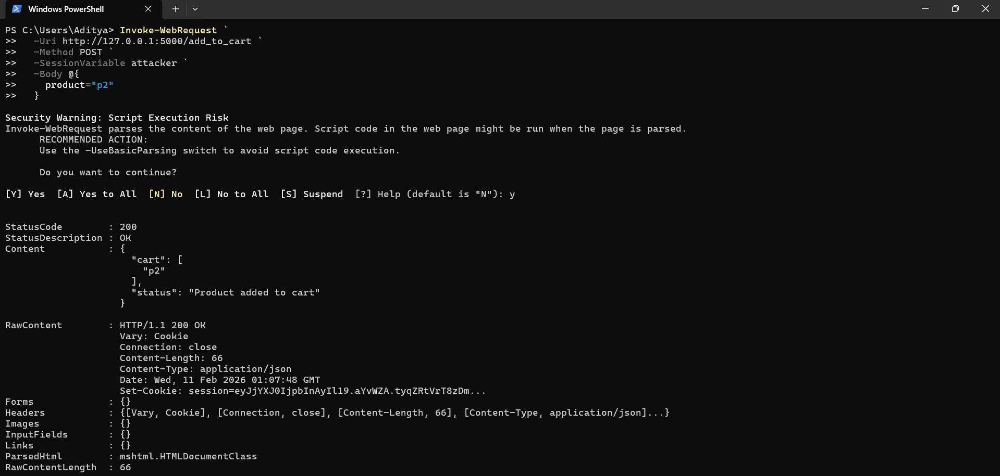 Windows PowerShell
PS C:\Users\Aditya> Invoke-WebRequest `
>>   -Uri http://127.0.0.1:5000/add_to_cart `
>>   -Method POST `
>>   -SessionVariable attacker `
>>   -Body @{
>>     product="p2"
>>   }
Security Warning: Script Execution Risk
Invoke-WebRequest parses the content of the web page. Script code in the web page might be run when the page is parsed.
      RECOMMENDED ACTION:
      Use the -UseBasicParsing switch to avoid script code execution.
      Do you want to continue?
[Y] Yes  [A] Yes to All  [N] No  [L] No to All  [S] Suspend  [?] Help (default is "N"): y
StatusCode        : 200
StatusDescription : OK
Content           : {
                      "cart": [
                        "p2"
                      ],
                      "status": "Product added to cart"
                    }
RawContent        : HTTP/1.1 200 OK
                    Vary: Cookie
                    Connection: close
                    Content-Length: 66
                    Content-Type: application/json
                    Date: Wed, 11 Feb 2026 01:07:48 GMT
                    Set-Cookie: session=eyJjYXJ0IjpbInAyIl19.aYvWZA.tyqZRtVrT8zDm...
Forms             : {}
Headers           : {[Vary, Cookie], [Connection, close], [Content-Length, 66], [Content-Type, application/json]...}
Images            : {}
InputFields       : {}
Links             : {}
ParsedHtml        : mshtml.HTMLDocumentClass
RawContentLength  : 66